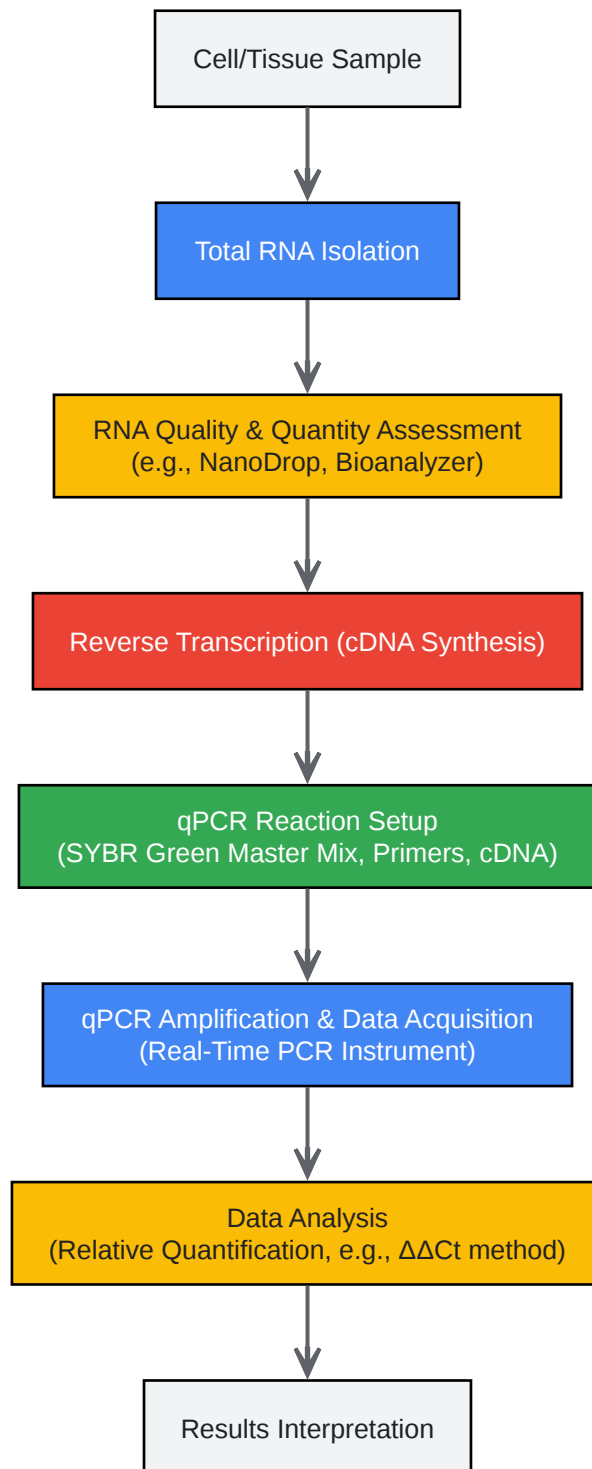 Cell/Tissue Sample
Total RNA Isolation
RNA Quality & Quantity Assessment
(e.g., NanoDrop, Bioanalyzer)
Reverse Transcription (cDNA Synthesis)
qPCR Reaction Setup
(SYBR Green Master Mix, Primers, cDNA)
qPCR Amplification & Data Acquisition
(Real-Time PCR Instrument)
Data Analysis
(Relative Quantification, e.g., ΔΔCt method)
Results Interpretation